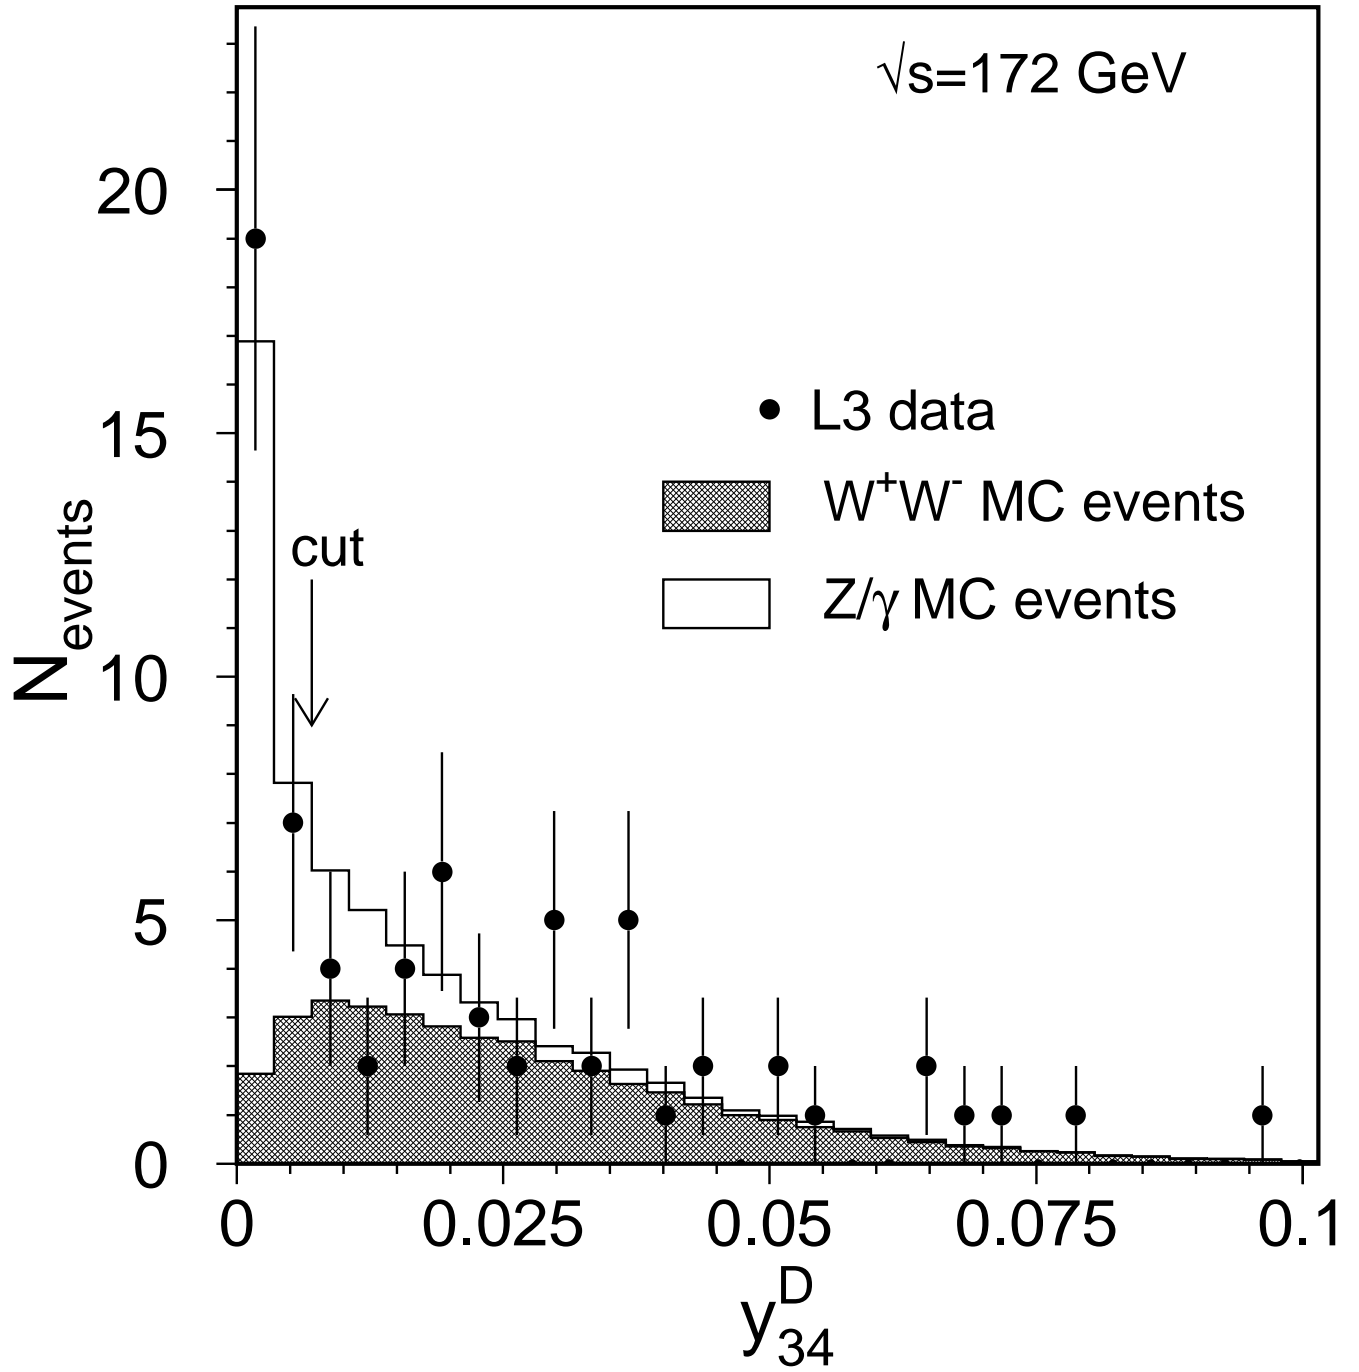 √s=172 GeV
20
15
10
5
0
N_events
cut
L3 data
W⁺W⁻ MC events
Z/γ MC events
0 0.025 0.05 0.075 0.1
y₃₄ᴰ